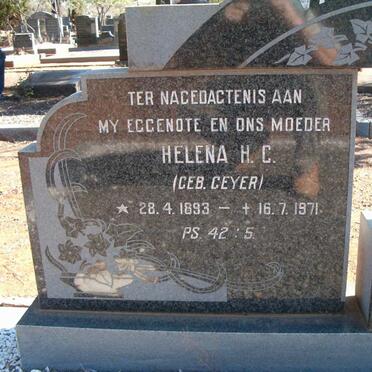 TER NAGEDAGTENIS AAN
MY EGGENOTE EN ONS MOEDER
HELENA H. C.
(GEB. GEYER)
* 28. 4. 1893 – † 16. 7. 1971.
PS. 42 : 5.